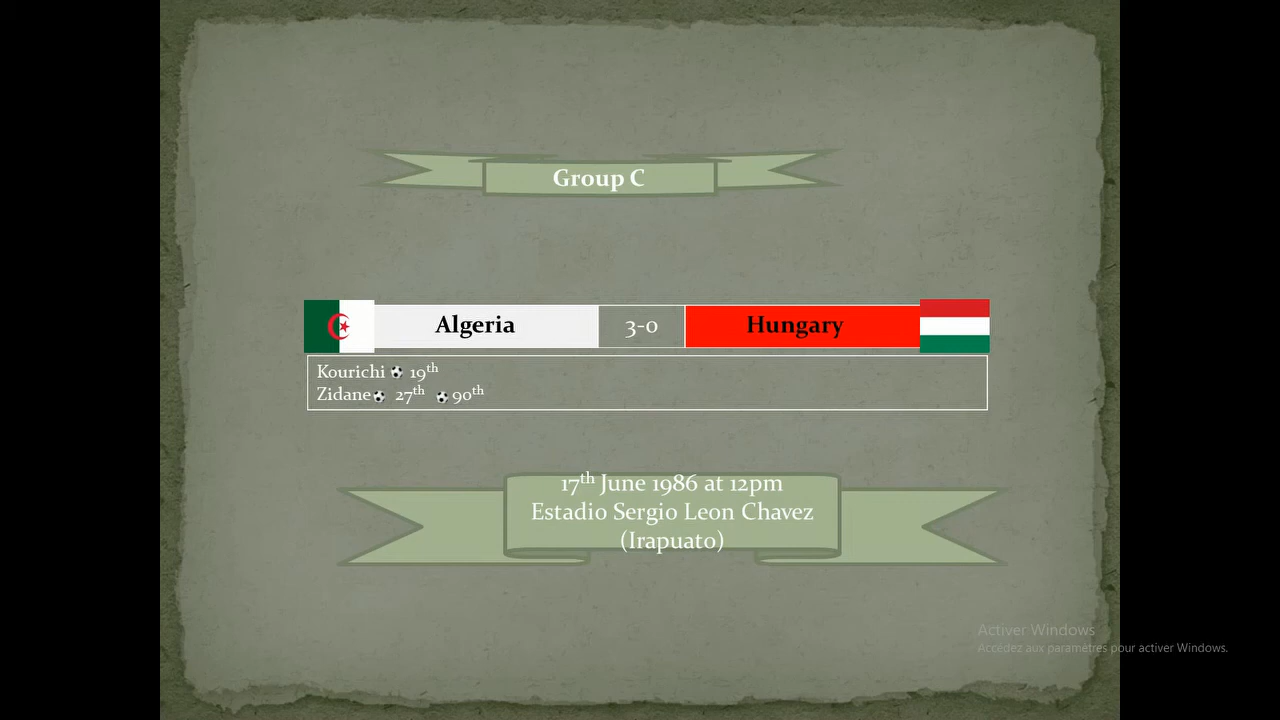 Group C
Algeria 3-0 Hungary
Kourichi 19th
Zidane 27th 90th
17th June 1986 at 12pm
Estadio Sergio Leon Chavez
(Irapuato)
Activer Windows
Accédez aux paramètres pour activer Windows.